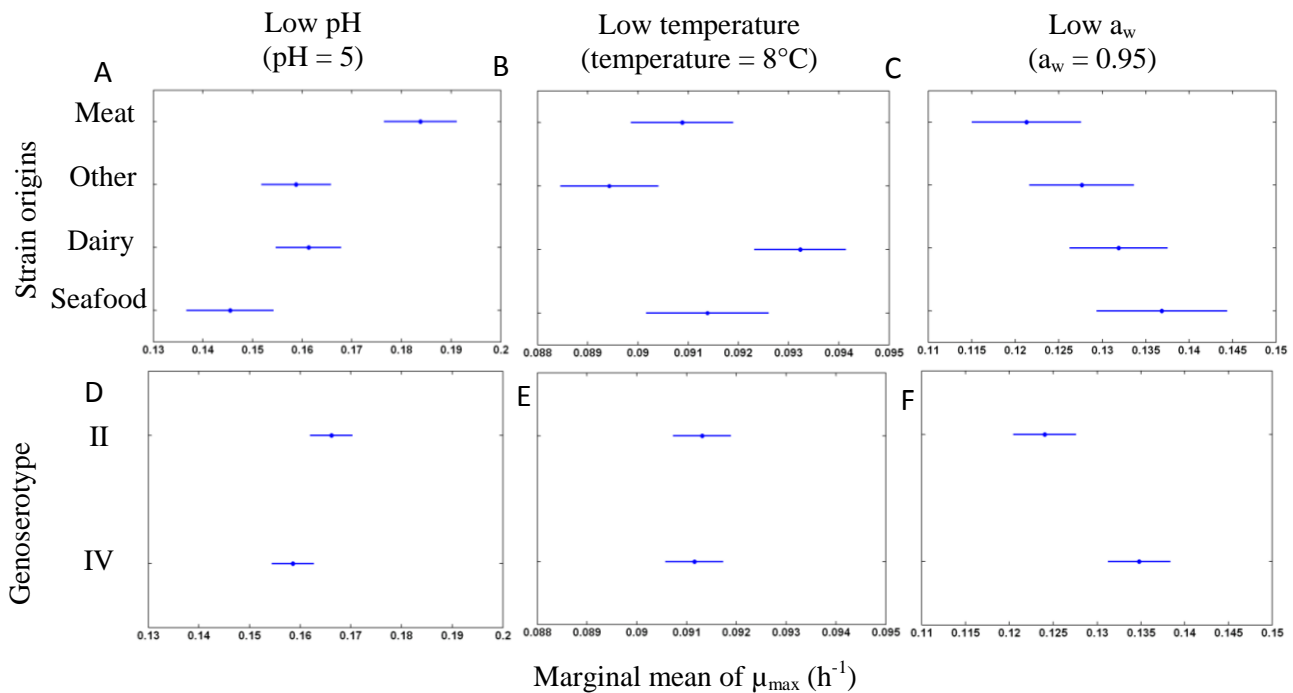 Low pH
(pH = 5)
Low temperature
(temperature = 8°C)
Low aw
(aw = 0.95)
A
B
C
Strain origins
Meat
Other
Dairy
Seafood
0.13 0.14 0.15 0.16 0.17 0.18 0.19 0.2
0.088 0.089 0.09 0.091 0.092 0.093 0.094 0.095
0.11 0.115 0.12 0.125 0.13 0.135 0.14 0.145 0.15
D
E
F
Genoserotype
II
IV
0.13 0.14 0.15 0.16 0.17 0.18 0.19 0.2
0.088 0.089 0.09 0.091 0.092 0.093 0.094 0.095
0.11 0.115 0.12 0.125 0.13 0.135 0.14 0.145 0.15
Marginal mean of µmax (h-1)